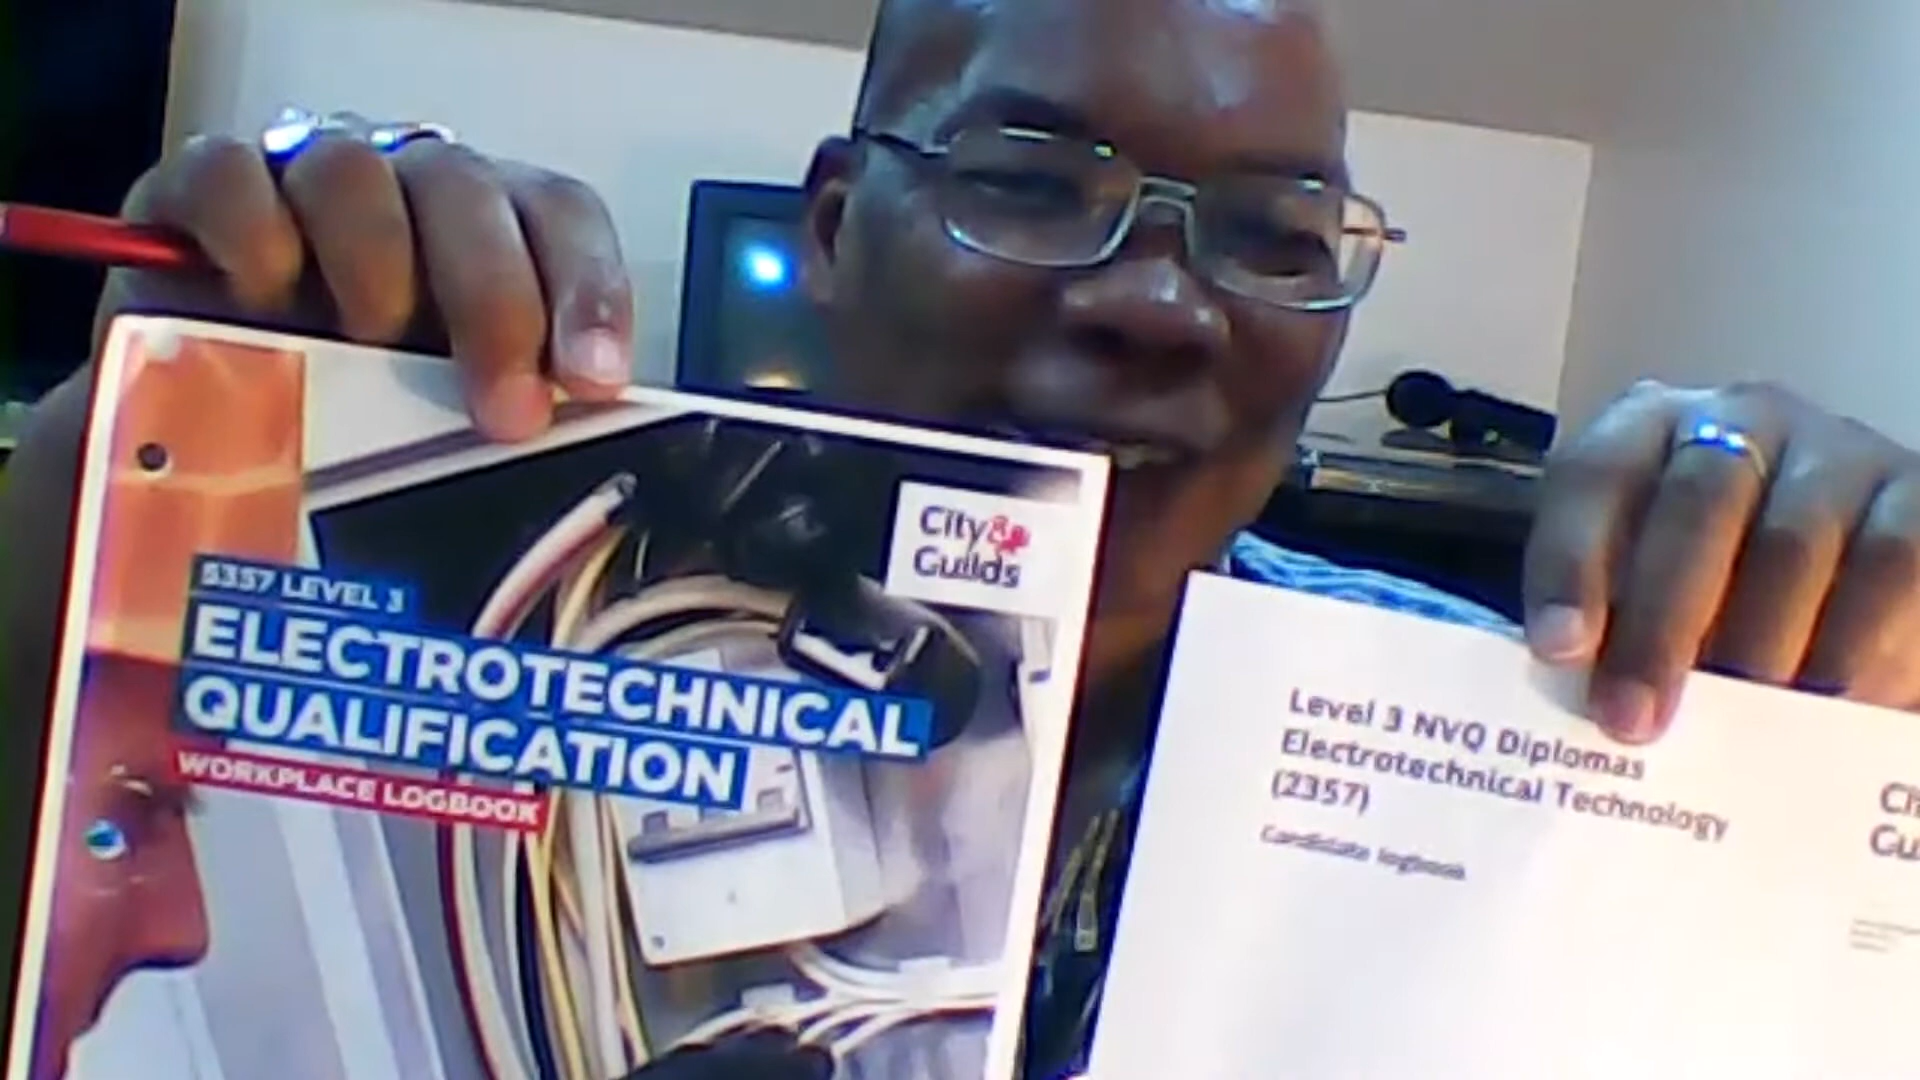 5357 LEVEL 3
ELECTROTECHNICAL
QUALIFICATION
WORKPLACE LOGBOOK
City &
Guilds
Level 3 NVQ Diplomas
Electrotechnical Technology
(2357)
Candidate logbook